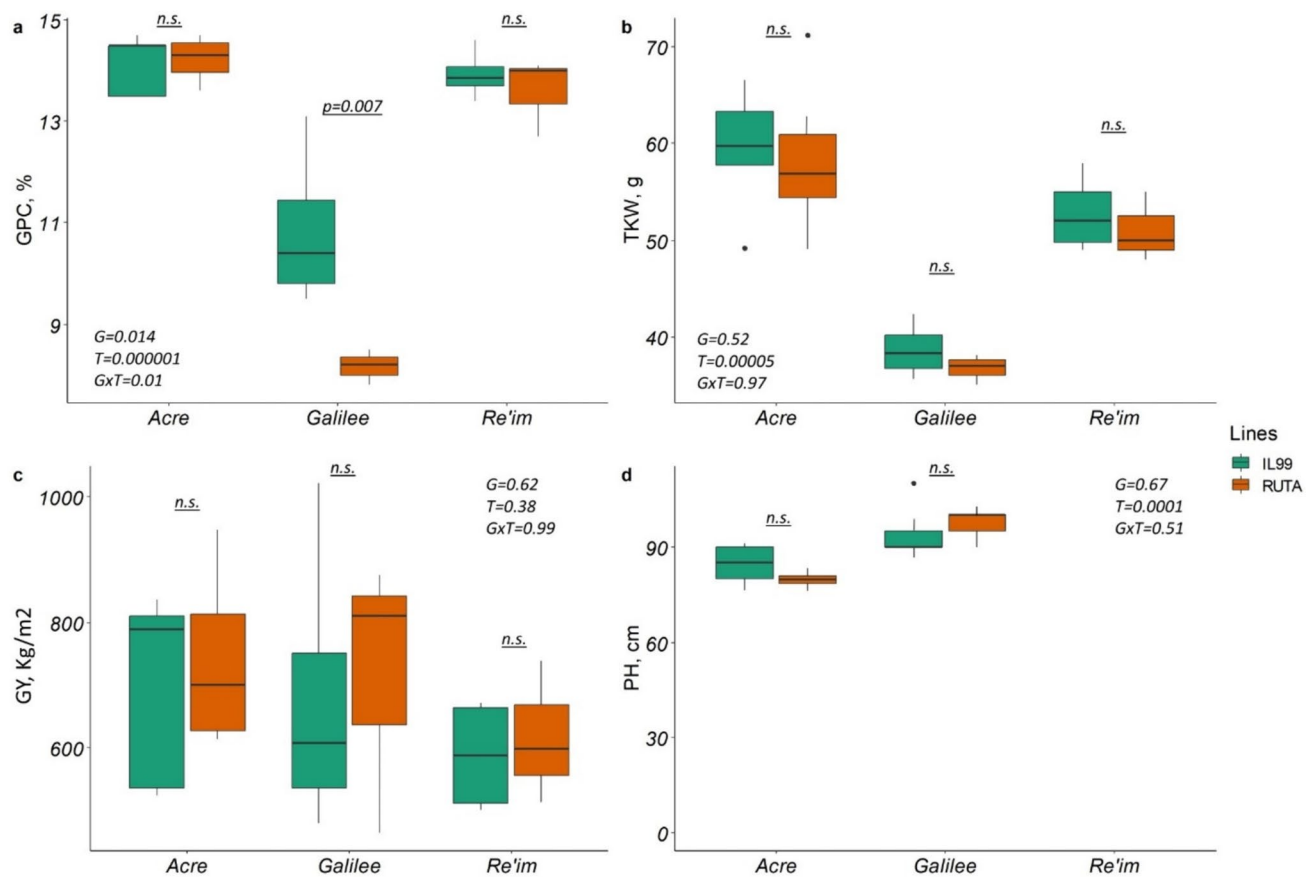 a
n.s.
n.s.
p=0.007
15
13
11
9
GPC, %
G=0.014
T=0.000001
GxT=0.01
Acre
Galilee
Re'im
b
n.s.
n.s.
n.s.
70
60
50
40
TKW, g
G=0.52
T=0.00005
GxT=0.97
Acre
Galilee
Re'im
Lines
IL99
RUTA
c
n.s.
n.s.
n.s.
G=0.62
T=0.38
GxT=0.99
1000
800
600
GY, Kg/m2
Acre
Galilee
Re'im
d
n.s.
n.s.
G=0.67
T=0.0001
GxT=0.51
90
60
30
0
PH, cm
Acre
Galilee
Re'im